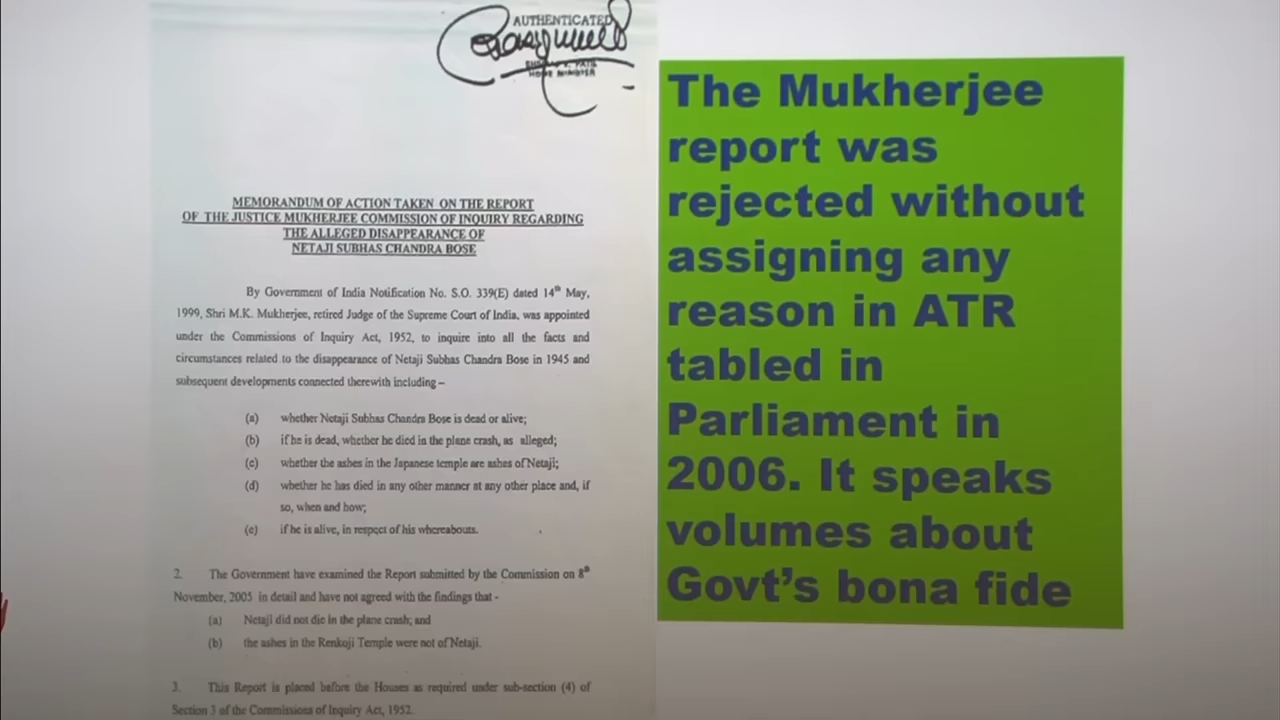 AUTHENTICATED
HOME MINISTER
MEMORANDUM OF ACTION TAKEN ON THE REPORT
OF THE JUSTICE MUKHERJEE COMMISSION OF INQUIRY REGARDING
THE ALLEGED DISAPPEARANCE OF
NETAJI SUBHAS CHANDRA BOSE
By Government of India Notification No. S.O. 339(E) dated 14th May,
1999, Shri M.K. Mukherjee, retired Judge of the Supreme Court of India, was appointed
under the Commissions of Inquiry Act, 1952, to inquire into all the facts and
circumstances related to the disappearance of Netaji Subhas Chandra Bose in 1945 and
subsequent developments connected therewith including –
(a) whether Netaji Subhas Chandra Bose is dead or alive;
(b) if he is dead, whether he died in the plane crash, as alleged;
(c) whether the ashes in the Japanese temple are ashes of Netaji;
(d) whether he has died in any other manner at any other place and, if
so, when and how;
(e) if he is alive, in respect of his whereabouts.
2. The Government have examined the Report submitted by the Commission on 8th
November, 2005 in detail and have not agreed with the findings that -
(a) Netaji did not die in the plane crash; and
(b) the ashes in the Renkoji Temple were not of Netaji.
3. This Report is placed before the Houses as required under sub-section (4) of
Section 3 of the Commissions of Inquiry Act, 1952.
The Mukherjee
report was
rejected without
assigning any
reason in ATR
tabled in
Parliament in
2006. It speaks
volumes about
Govt’s bona fide